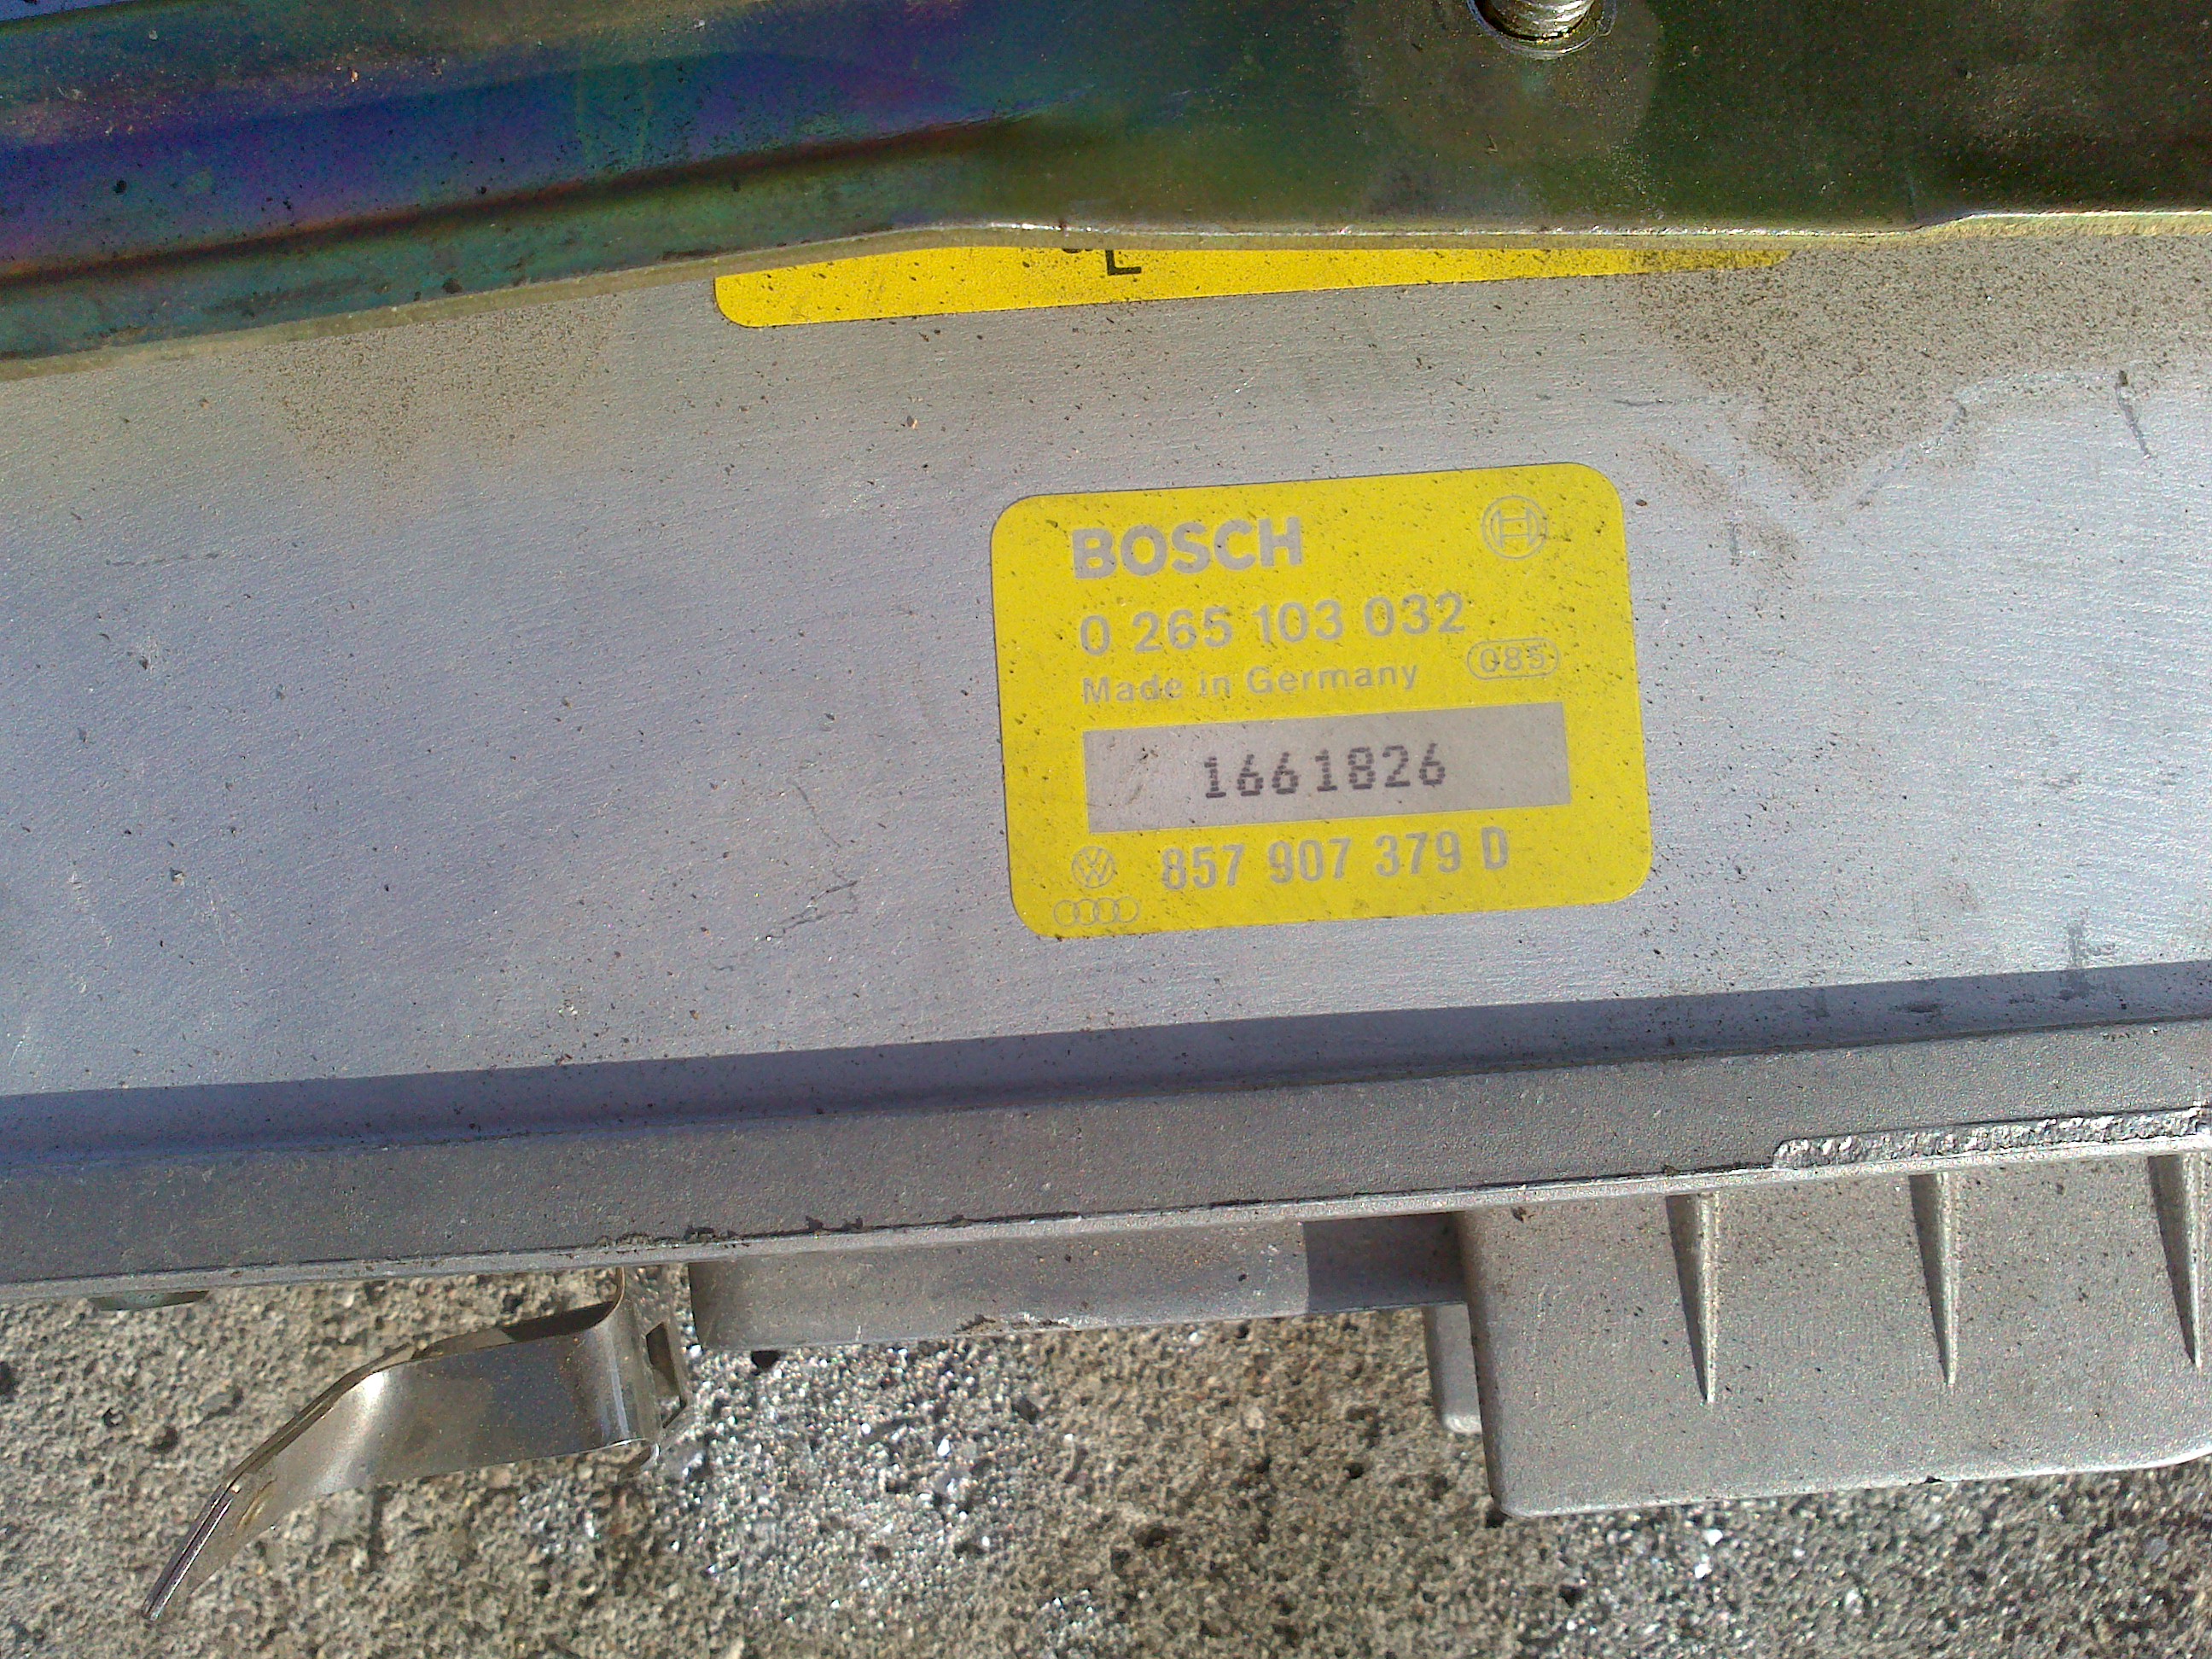 L
BOSCH
0 265 103 032
Made in Germany 085
1661826
857 907 379 D